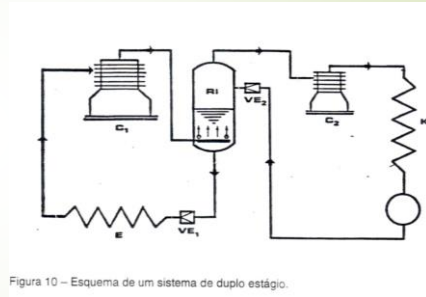 RI
C₁
VE₂
C₂
K
E
VE₁
Figura 10 – Esquema de um sistema de duplo estágio.